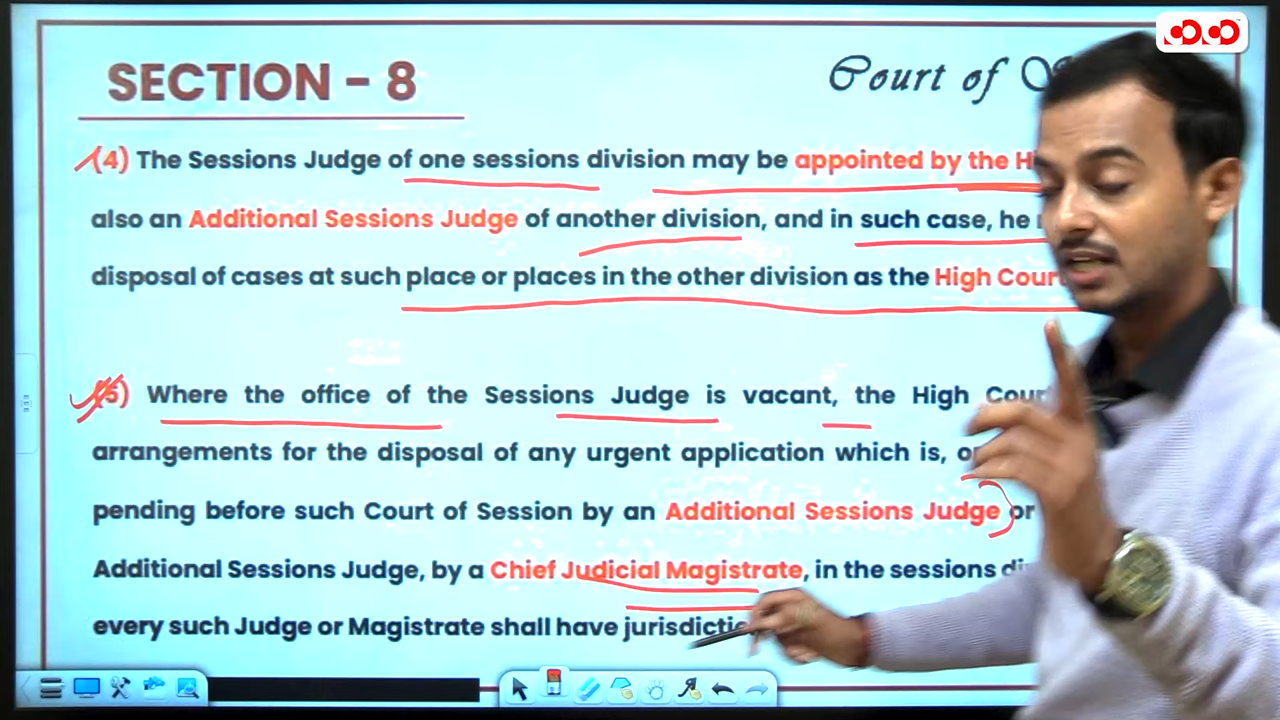 SECTION - 8
Court of
(4) The Sessions Judge of one sessions division may be appointed by the H
also an Additional Sessions Judge of another division, and in such case, he
disposal of cases at such place or places in the other division as the High Cour
(5) Where the office of the Sessions Judge is vacant, the High Cour
arrangements for the disposal of any urgent application which is, o
pending before such Court of Session by an Additional Sessions Judge or
Additional Sessions Judge, by a Chief Judicial Magistrate, in the sessions di
every such Judge or Magistrate shall have jurisdictio